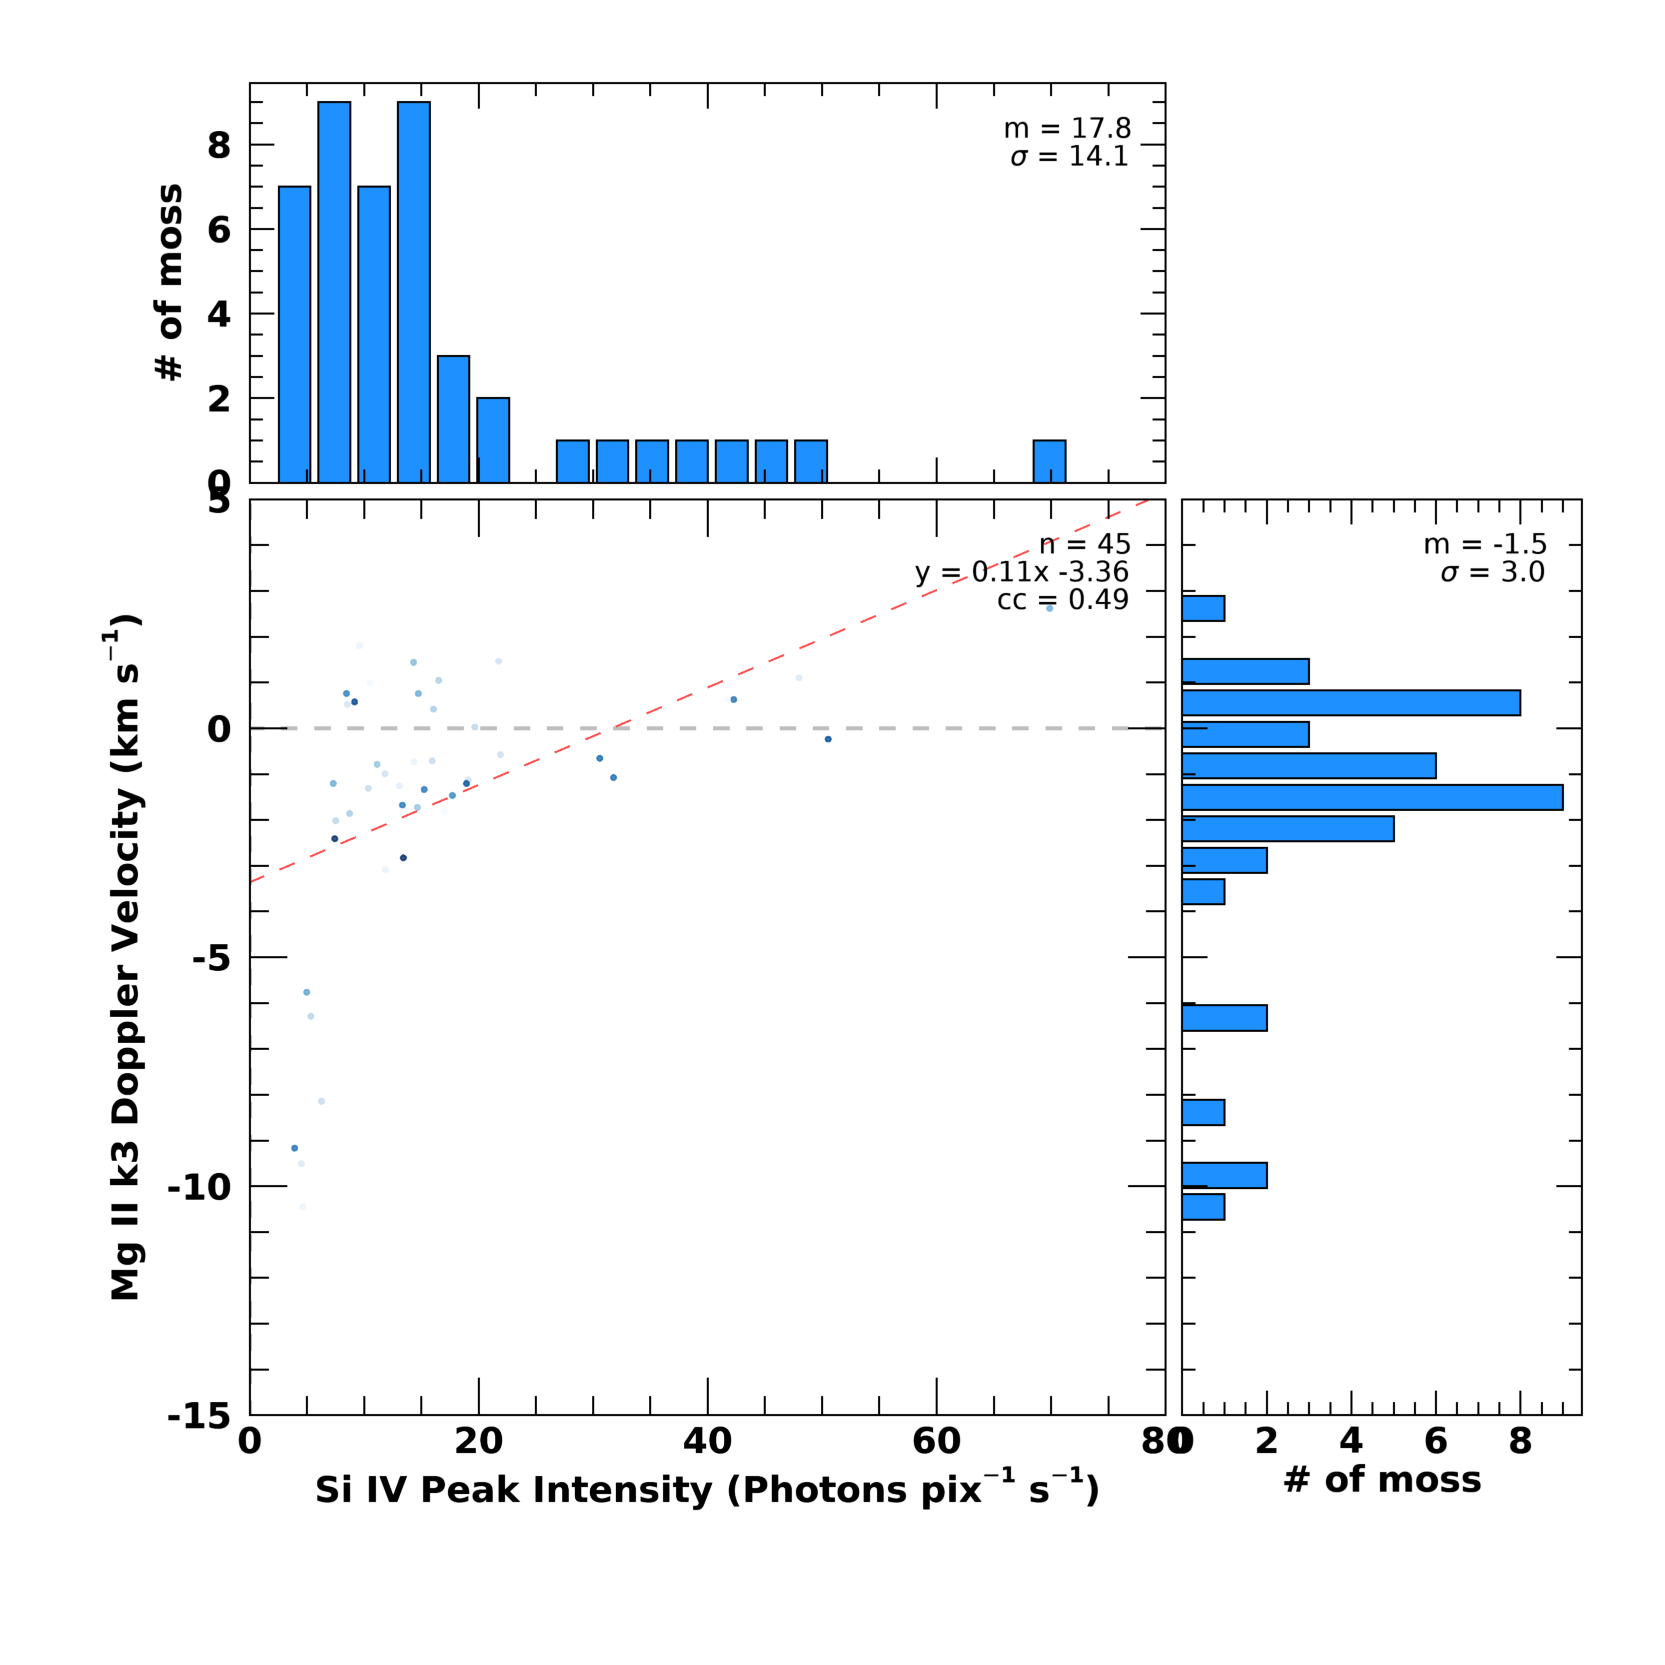 # of moss
8
6
4
2
0
m = 17.8
σ = 14.1
Mg II k3 Doppler Velocity (km s⁻¹)
5
0
-5
-10
-15
n = 45
y = 0.11x -3.36
cc = 0.49
0 20 40 60 80
Si IV Peak Intensity (Photons pix⁻¹ s⁻¹)
m = -1.5
σ = 3.0
0 2 4 6 8
# of moss